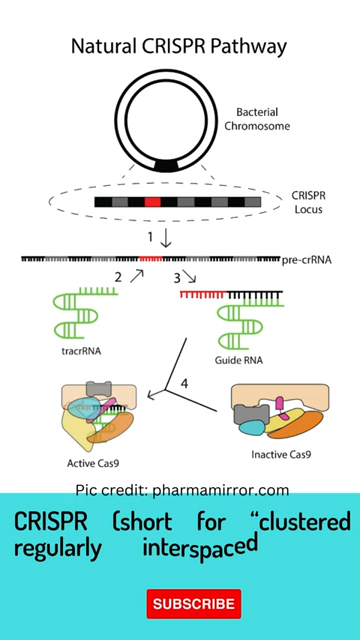 Natural CRISPR Pathway
Bacterial
Chromosome
CRISPR
Locus
1
pre-crRNA
2
3
tracrRNA
Guide RNA
4
Active Cas9
Inactive Cas9
Pic credit: pharmamirror.com
CRISPR (short for “clustered
regularly interspaced
SUBSCRIBE